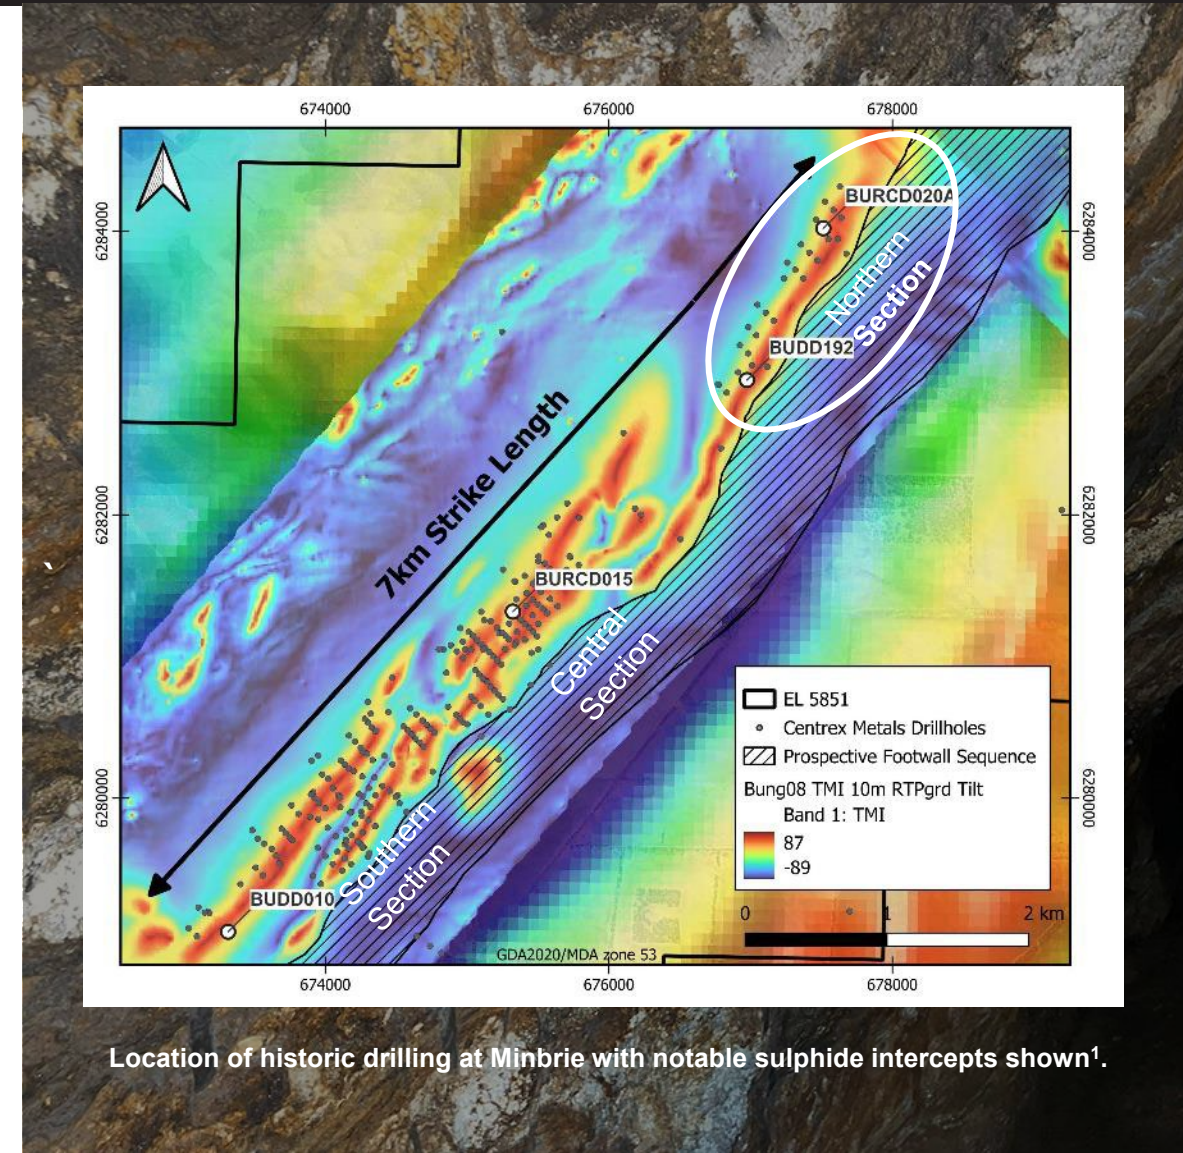 674000
676000
678000
6284000
6284000
BURCD020A
Northern
Section
BUDD192
7km Strike Length
6282000
6282000
BURCD015
Central
Section
EL 5851
Centrex Metals Drillholes
Prospective Footwall Sequence
Bung08 TMI 10m RTPgrd Tilt
Band 1: TMI
87
-89
6280000
6280000
Southern
Section
BUDD010
0
1
2 km
GDA2020/MDA zone 53
674000
676000
678000
`
Location of historic drilling at Minbrie with notable sulphide intercepts shown1.